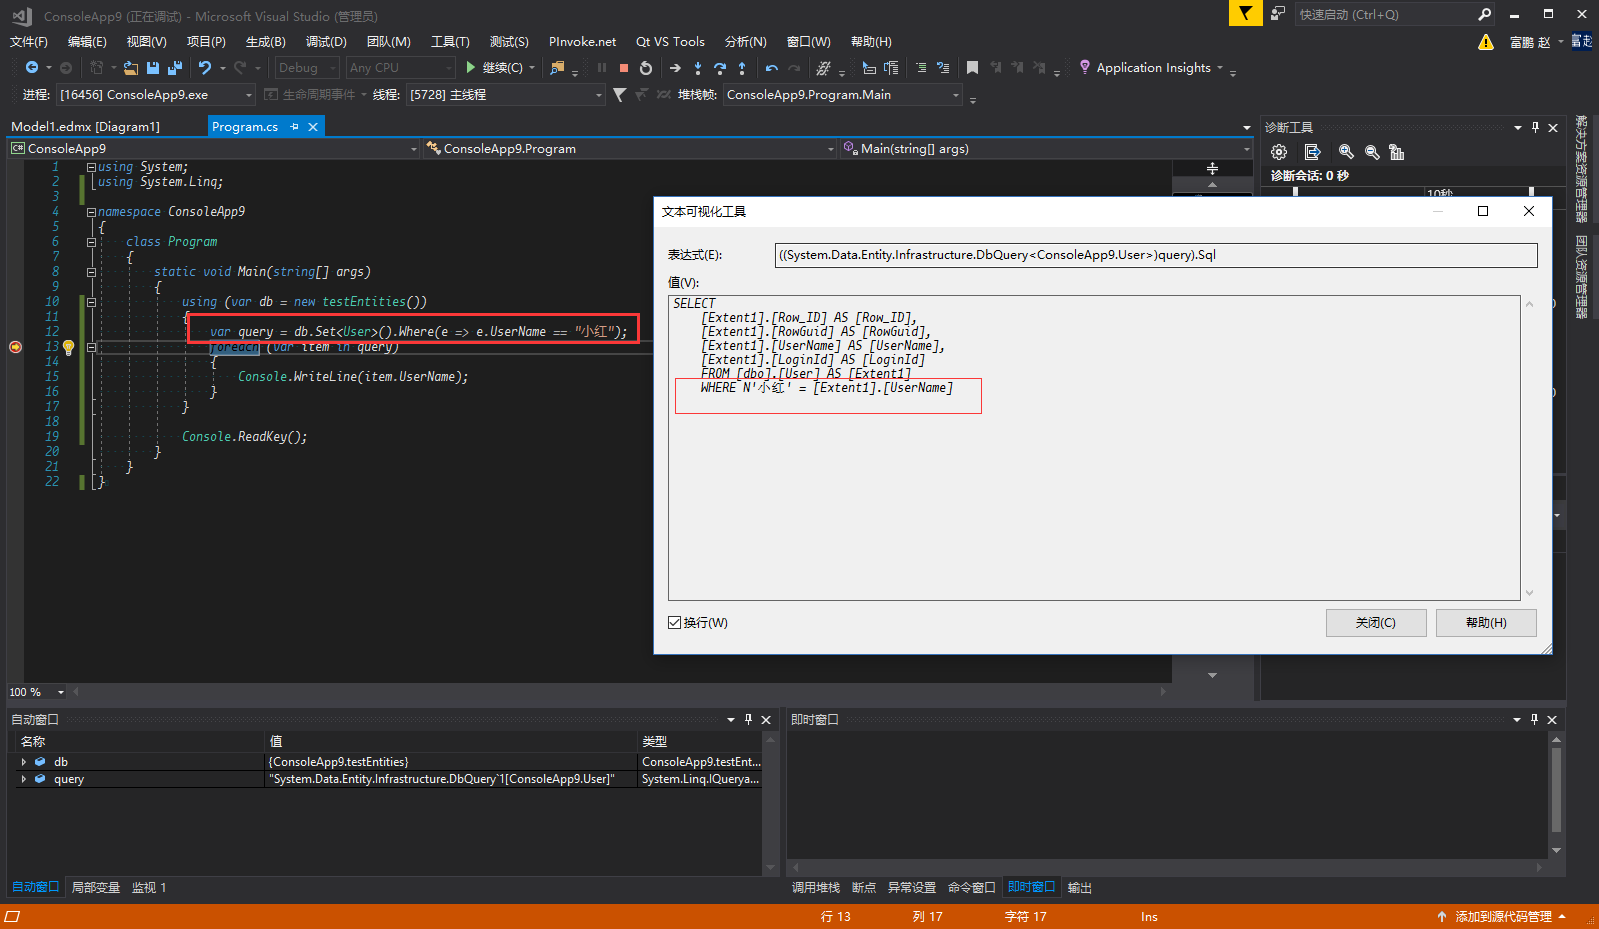 ConsoleApp9 (正在调试) - Microsoft Visual Studio (管理员)
快速启动 (Ctrl+Q)
文件(F) 编辑(E) 视图(V) 项目(P) 生成(B) 调试(D) 团队(M) 工具(T) 测试(S) PInvoke.net Qt VS Tools 分析(N) 窗口(W) 帮助(H)
富鹏 赵
Debug Any CPU 继续(C) Application Insights
进程: [16456] ConsoleApp9.exe 生命周期事件 线程: [5728] 主线程 堆栈帧: ConsoleApp9.Program.Main
Model1.edmx [Diagram1] Program.cs
ConsoleApp9 ConsoleApp9.Program Main(string[] args)
1 using System;
2 using System.Linq;
3
4 namespace ConsoleApp9
5 {
6 class Program
7 {
8 static void Main(string[] args)
9 {
10 using (var db = new testEntities())
11 {
12 var query = db.Set<User>().Where(e => e.UserName == "小红");
13 foreach (var item in query)
14 {
15 Console.WriteLine(item.UserName);
16 }
17 }
18
19 Console.ReadKey();
20 }
21 }
22 }
100 %
诊断工具
诊断会话: 0 秒
10秒
解决方案资源管理器
团队资源管理器
文本可视化工具
表达式(E): ((System.Data.Entity.Infrastructure.DbQuery<ConsoleApp9.User>)query).Sql
值(V):
SELECT
[Extent1].[Row_ID] AS [Row_ID],
[Extent1].[RowGuid] AS [RowGuid],
[Extent1].[UserName] AS [UserName],
[Extent1].[LoginId] AS [LoginId]
FROM [dbo].[User] AS [Extent1]
WHERE N'小红' = [Extent1].[UserName]
换行(W) 关闭(C) 帮助(H)
自动窗口
名称 值 类型
db {ConsoleApp9.testEntities} ConsoleApp9.testEnt...
query "System.Data.Entity.Infrastructure.DbQuery`1[ConsoleApp9.User]" System.Linq.IQuerya...
自动窗口 局部变量 监视 1
即时窗口
调用堆栈 断点 异常设置 命令窗口 即时窗口 输出
行 13 列 17 字符 17 Ins 添加到源代码管理